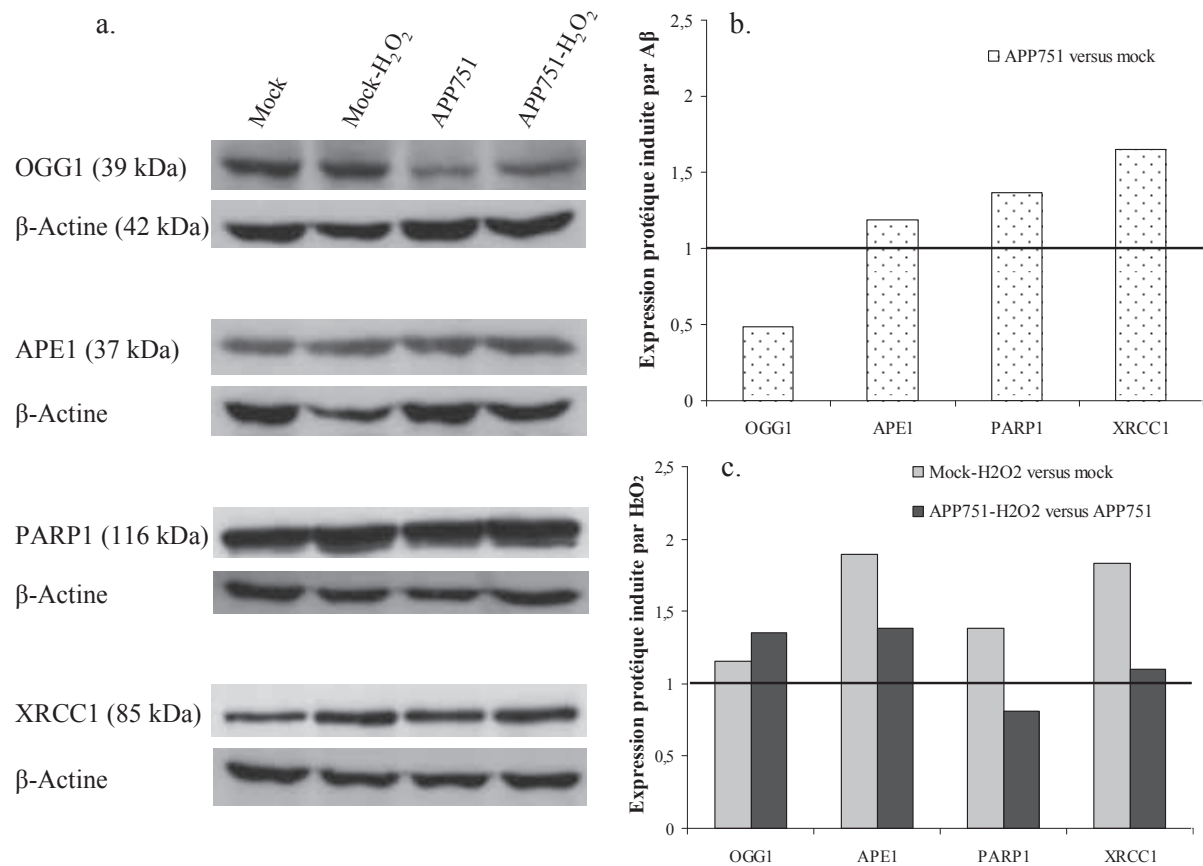 a.
Mock
Mock-H₂O₂
APP751
APP751-H₂O₂
OGG1 (39 kDa)
β-Actine (42 kDa)
APE1 (37 kDa)
β-Actine
PARP1 (116 kDa)
β-Actine
XRCC1 (85 kDa)
β-Actine
b.
Expression protéique induite par Aβ
APP751 versus mock
2,5
2
1,5
1
0,5
0
OGG1 APE1 PARP1 XRCC1
c.
Expression protéique induite par H₂O₂
Mock-H2O2 versus mock
APP751-H2O2 versus APP751
2,5
2
1,5
1
0,5
0
OGG1 APE1 PARP1 XRCC1